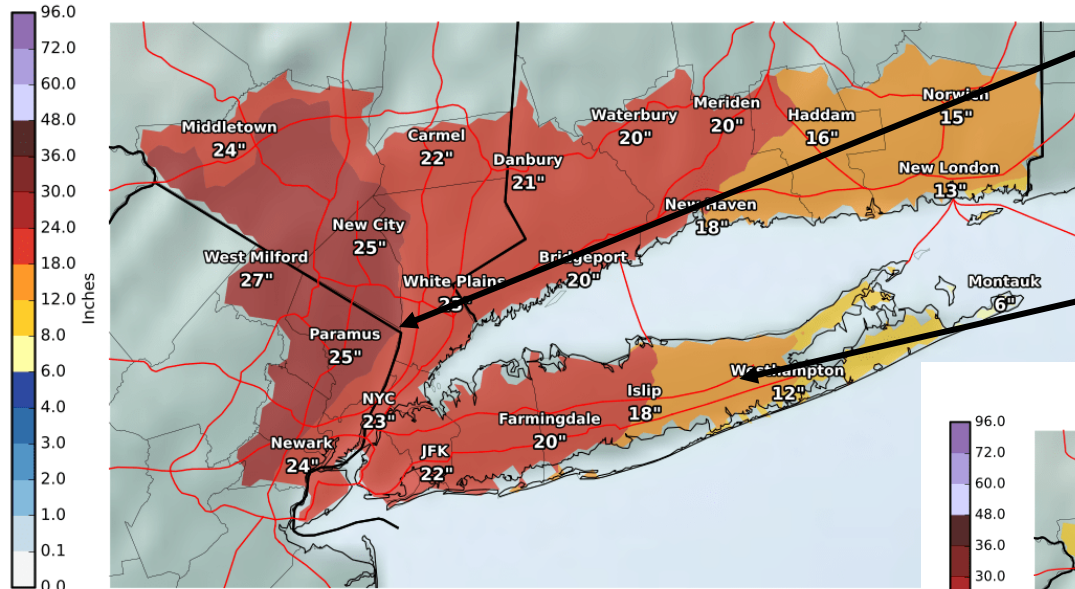 96.0
72.0
60.0
48.0
36.0
30.0
24.0
18.0
12.0
8.0
6.0
4.0
3.0
2.0
1.0
0.1
0.0
Inches
Middletown
24"
Carmel
22"
Danbury
21"
Waterbury
20"
Meriden
20"
Haddam
16"
Norwich
15"
New London
13"
New Haven
18"
New City
25"
West Milford
27"
White Plains
Bridgeport
20"
Montauk
6"
Paramus
25"
NYC
23"
Islip
18"
Westhampton
12"
Farmingdale
20"
Newark
24"
JFK
22"
96.0
72.0
60.0
48.0
36.0
30.0